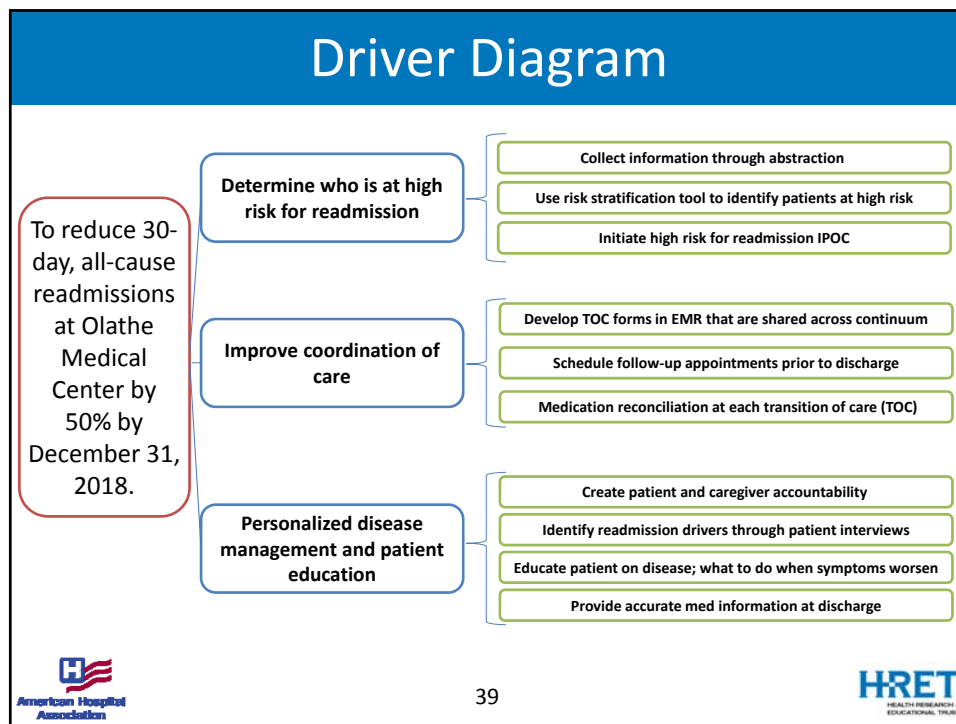 Driver Diagram
To reduce 30-
day, all-cause
readmissions
at Olathe
Medical
Center by
50% by
December 31,
2018.
Determine who is at high
risk for readmission
Collect information through abstraction
Use risk stratification tool to identify patients at high risk
Initiate high risk for readmission IPOC
Improve coordination of
care
Develop TOC forms in EMR that are shared across continuum
Schedule follow-up appointments prior to discharge
Medication reconciliation at each transition of care (TOC)
Personalized disease
management and patient
education
Create patient and caregiver accountability
Identify readmission drivers through patient interviews
Educate patient on disease; what to do when symptoms worsen
Provide accurate med information at discharge
H
American Hospital
Association
39
HRET
HEALTH RESEARCH
EDUCATIONAL TRUS